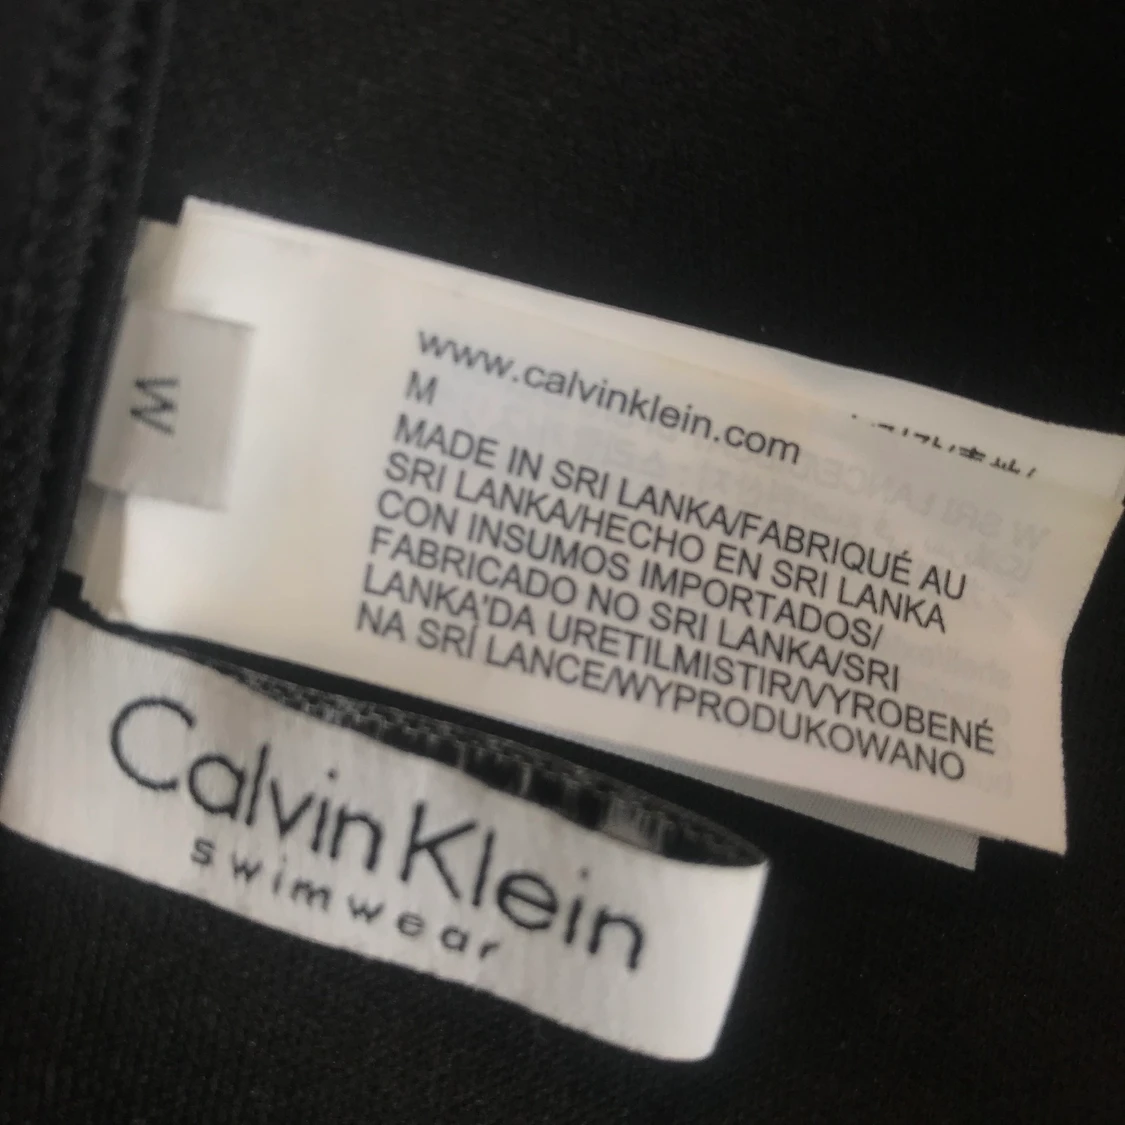 www.calvinklein.com
M
MADE IN SRI LANKA/FABRIQUÉ AU
SRI LANKA/HECHO EN SRI LANKA
CON INSUMOS IMPORTADOS/
FABRICADO NO SRI LANKA/SRI
LANKA'DA URETILMISTIR/VYROBENÉ
NA SRÍ LANCE/WYPRODUKOWANO
M
Calvin Klein
swimwear